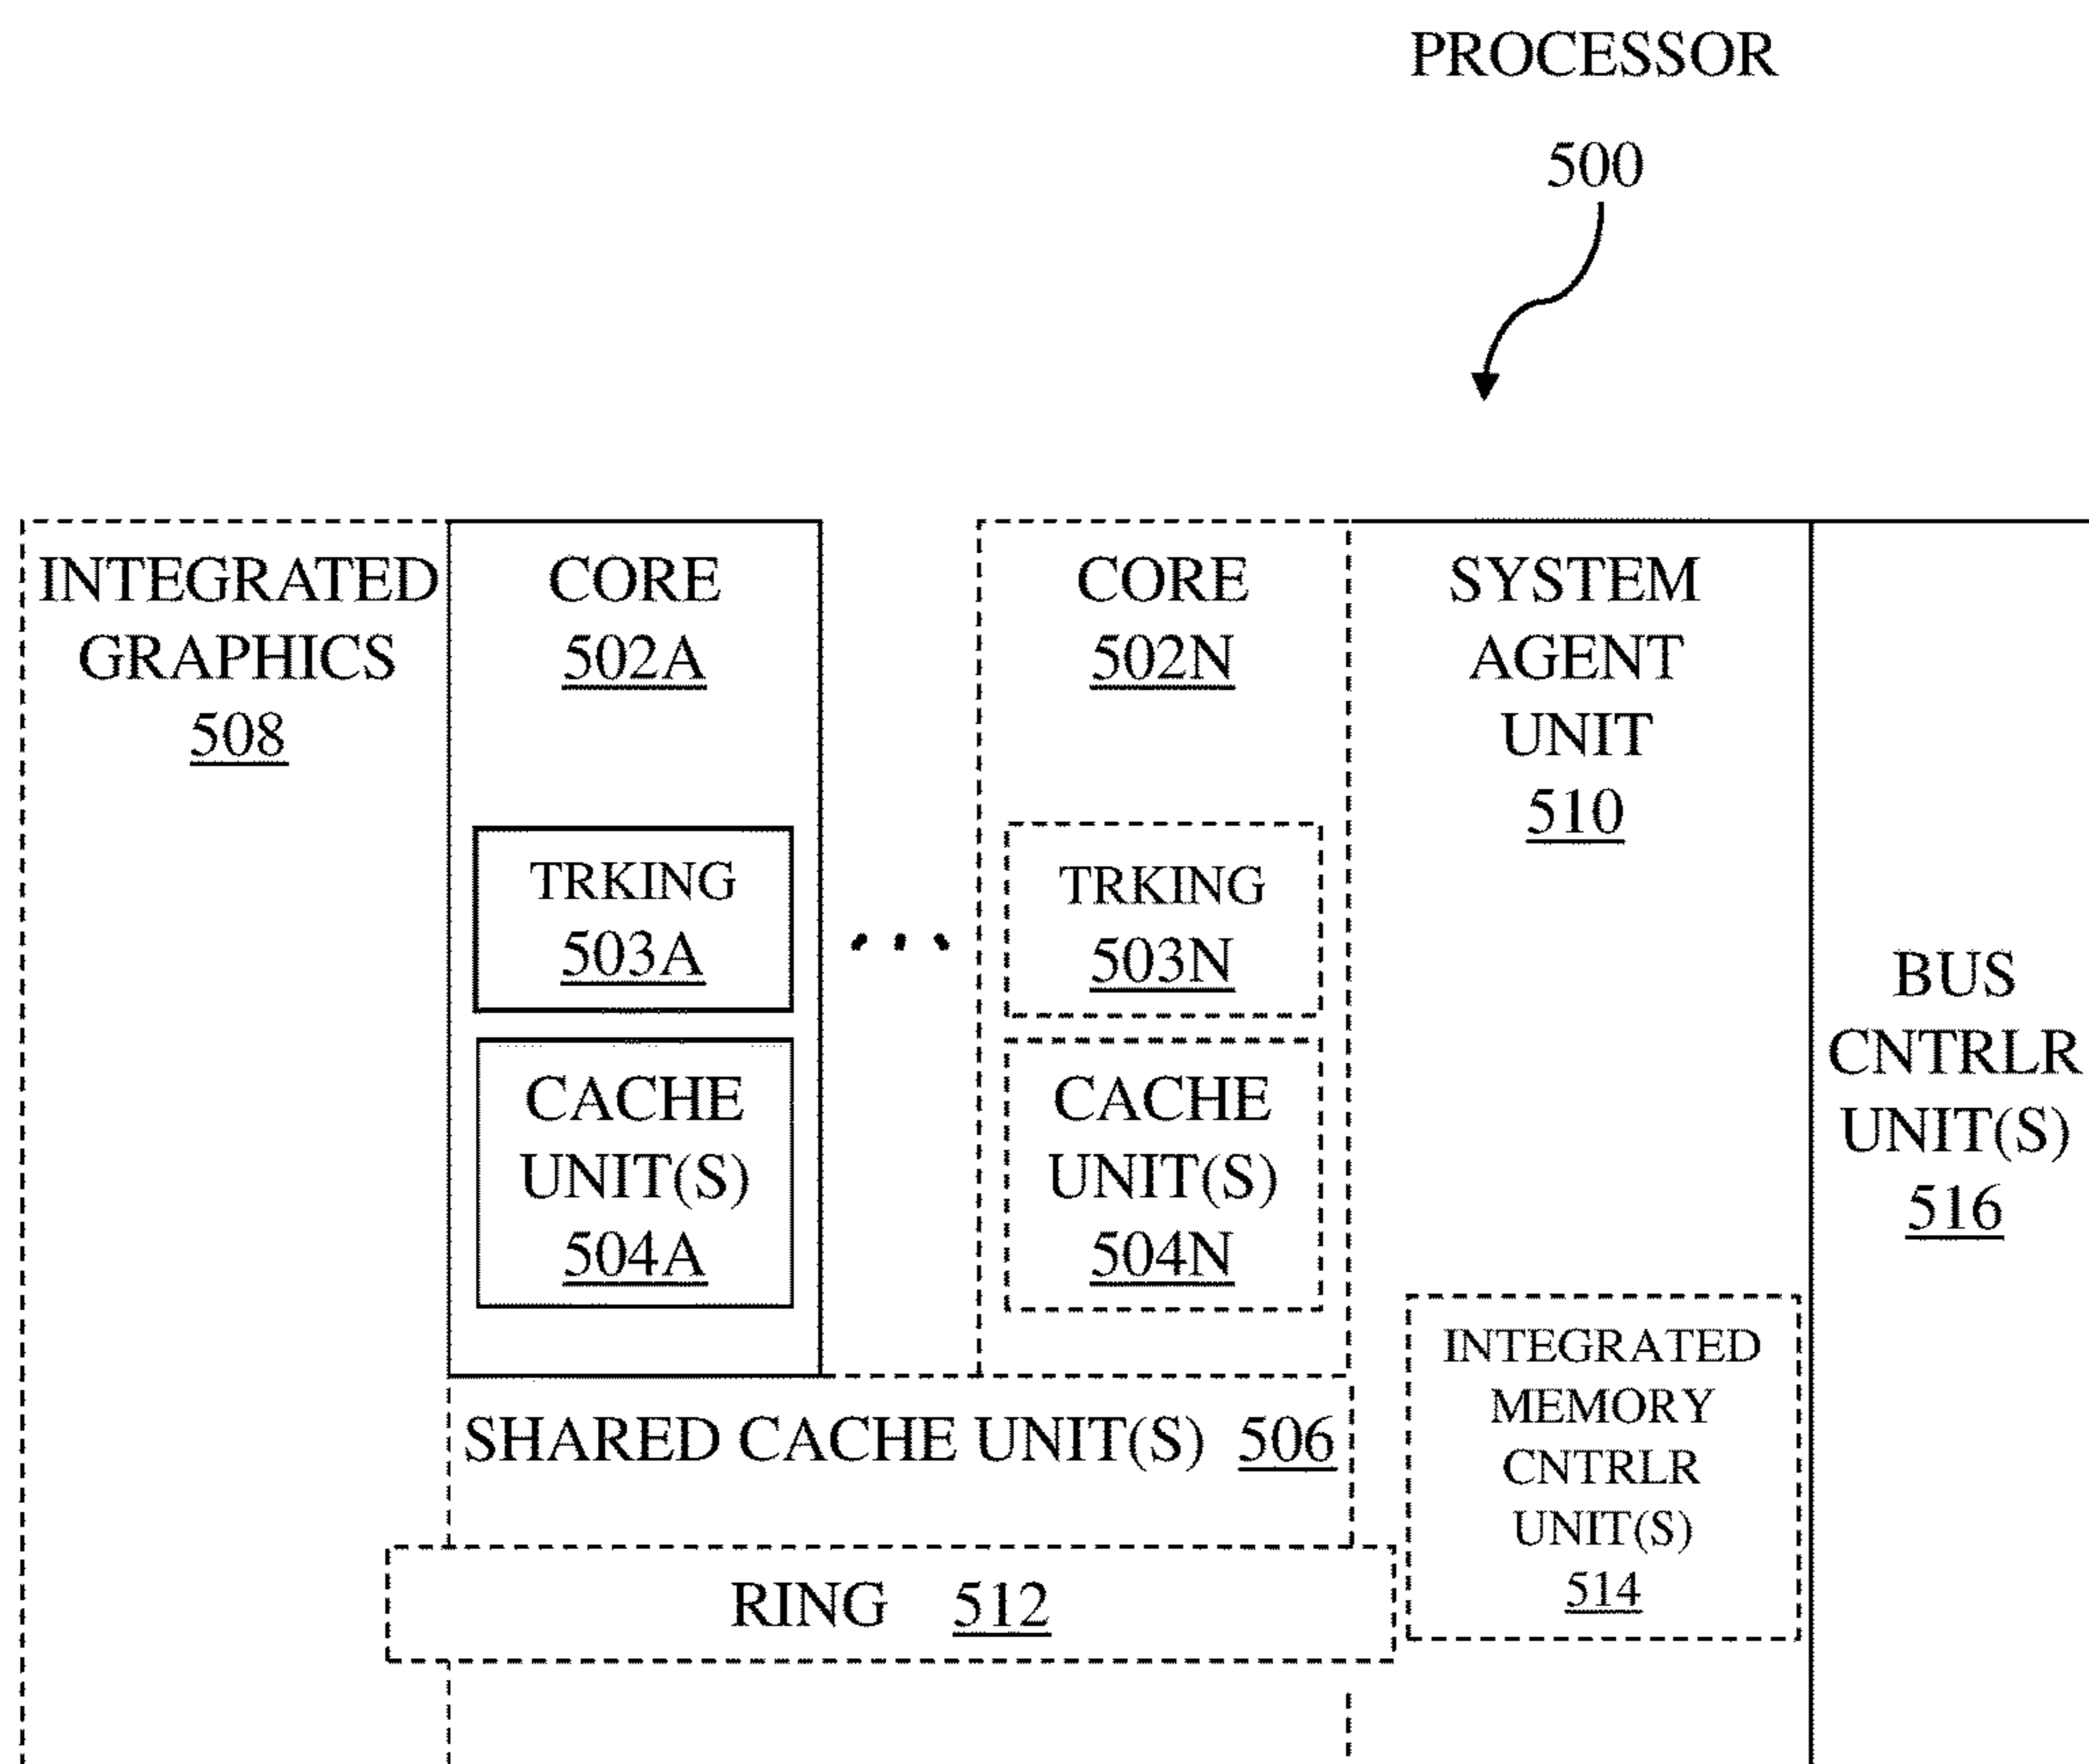 PROCESSOR
500
INTEGRATED
GRAPHICS
508
CORE
502A
TRKING
503A
CACHE
UNIT(S)
504A
CORE
502N
TRKING
503N
CACHE
UNIT(S)
504N
SYSTEM
AGENT
UNIT
510
BUS
CNTRLR
UNIT(S)
516
INTEGRATED
MEMORY
CNTRLR
UNIT(S)
514
SHARED CACHE UNIT(S) 506
RING 512